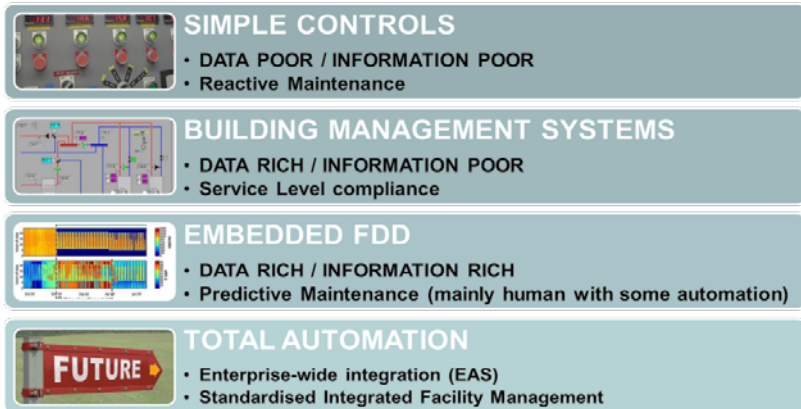 SIMPLE CONTROLS
• DATA POOR / INFORMATION POOR
• Reactive Maintenance
BUILDING MANAGEMENT SYSTEMS
• DATA RICH / INFORMATION POOR
• Service Level compliance
EMBEDDED FDD
• DATA RICH / INFORMATION RICH
• Predictive Maintenance (mainly human with some automation)
TOTAL AUTOMATION
FUTURE
• Enterprise-wide integration (EAS)
• Standardised Integrated Facility Management